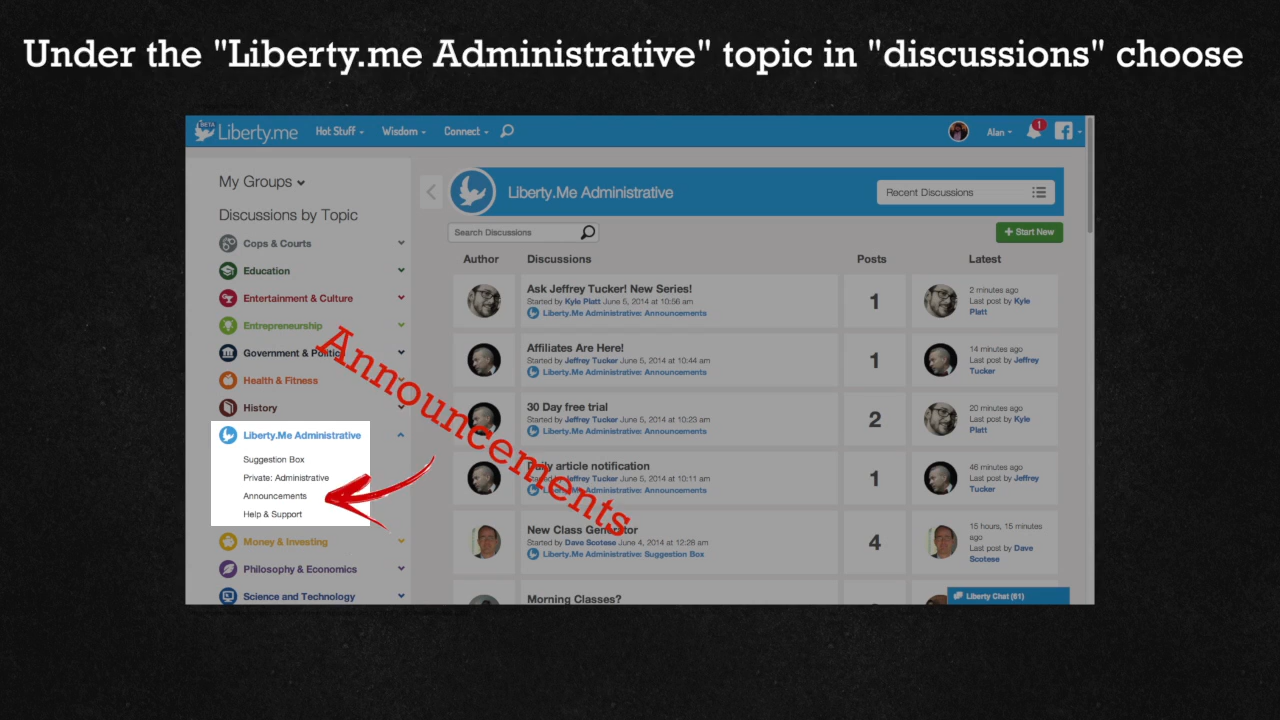 Under the "Liberty.me Administrative" topic in "discussions" choose
BETA
Liberty.me
Hot Stuff
Wisdom
Connect
Alan
1
My Groups
Liberty.Me Administrative
Recent Discussions
Discussions by Topic
Search Discussions
+ Start New
Cops & Courts
Education
Entertainment & Culture
Entrepreneurship
Government & Politics
Health & Fitness
History
Liberty.Me Administrative
Suggestion Box
Private: Administrative
Announcements
Help & Support
Money & Investing
Philosophy & Economics
Science and Technology
Announcements
Author Discussions Posts Latest
Ask Jeffrey Tucker! New Series!
Started by Kyle Platt June 5, 2014 at 10:56 am
Liberty.Me Administrative: Announcements
1
2 minutes ago
Last post by Kyle
Platt
Affiliates Are Here!
Started by Jeffrey Tucker June 5, 2014 at 10:44 am
Liberty.Me Administrative: Announcements
1
14 minutes ago
Last post by Jeffrey
Tucker
30 Day free trial
Started by Jeffrey Tucker June 5, 2014 at 10:23 am
Liberty.Me Administrative: Announcements
2
20 minutes ago
Last post by Kyle
Platt
Daily article notification
Started by Jeffrey Tucker June 5, 2014 at 10:11 am
Liberty.Me Administrative: Announcements
1
46 minutes ago
Last post by Jeffrey
Tucker
New Class Generator
Started by Dave Scotese June 4, 2014 at 12:28 am
Liberty.Me Administrative: Suggestion Box
4
15 hours, 15 minutes
ago
Last post by Dave
Scotese
Morning Classes?
Liberty Chat (61)